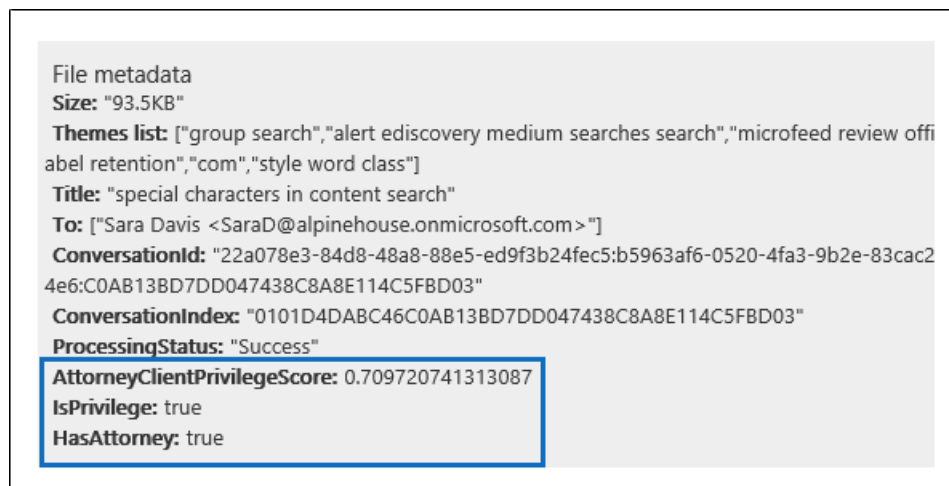 File metadata
Size: "93.5KB"
Themes list: ["group search","alert ediscovery medium searches search","microfeed review offi
abel retention","com","style word class"]
Title: "special characters in content search"
To: ["Sara Davis <SaraD@alpinehouse.onmicrosoft.com>"]
ConversationId: "22a078e3-84d8-48a8-88e5-ed9f3b24fec5:b5963af6-0520-4fa3-9b2e-83cac2
4e6:C0AB13BD7DD047438C8A8E114C5FBD03"
ConversationIndex: "0101D4DABC46C0AB13BD7DD047438C8A8E114C5FBD03"
ProcessingStatus: "Success"
AttorneyClientPrivilegeScore: 0.709720741313087
IsPrivilege: true
HasAttorney: true